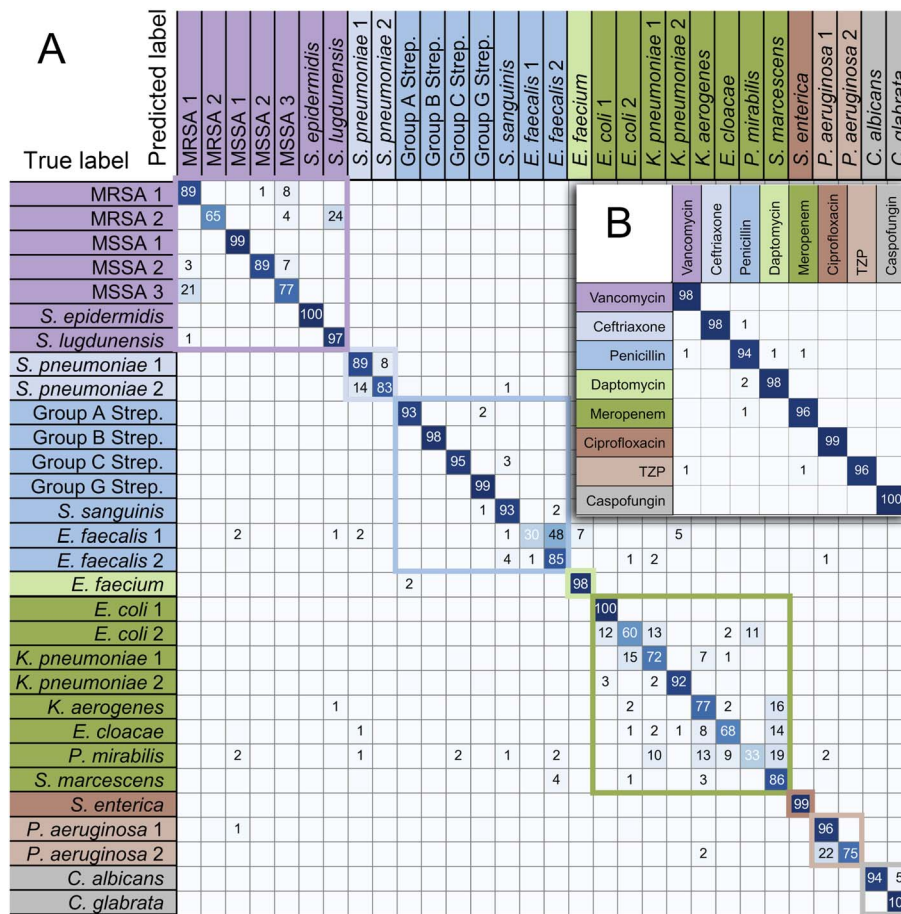 A
Predicted label
True label
MRSA 1
MRSA 2
MSSA 1
MSSA 2
MSSA 3
S. epidermidis
S. lugdunensis
S. pneumoniae 1
S. pneumoniae 2
Group A Strep.
Group B Strep.
Group C Strep.
Group G Strep.
S. sanguinis
E. faecalis 1
E. faecalis 2
E. faecium
E. coli 1
E. coli 2
K. pneumoniae 1
K. pneumoniae 2
K. aerogenes
E. cloacae
P. mirabilis
S. marcescens
S. enterica
P. aeruginosa 1
P. aeruginosa 2
C. albicans
C. glabrata
MRSA 1 89 1 8
MRSA 2 65 4 24
MSSA 1 99
MSSA 2 3 89 7
MSSA 3 21 77
S. epidermidis 100
S. lugdunensis 1 97
S. pneumoniae 1 89 8
S. pneumoniae 2 14 83 1
Group A Strep. 93 2
Group B Strep. 98
Group C Strep. 95 3
Group G Strep. 99
S. sanguinis 1 93 2
E. faecalis 1 2 1 2 1 30 48 7 5
E. faecalis 2 4 1 85 1 2 1
E. faecium 2 98
E. coli 1 100
E. coli 2 12 60 13 2 11
K. pneumoniae 1 15 72 7 1
K. pneumoniae 2 3 2 92
K. aerogenes 1 2 77 2 16
E. cloacae 1 1 2 1 8 68 14
P. mirabilis 2 1 2 1 2 10 13 9 33 19 2
S. marcescens 4 1 3 86
S. enterica 99
P. aeruginosa 1 1 96
P. aeruginosa 2 2 22 75
C. albicans 94 5
C. glabrata 10
B
Vancomycin
Ceftriaxone
Penicillin
Daptomycin
Meropenem
Ciprofloxacin
TZP
Caspofungin
Vancomycin 98
Ceftriaxone 98 1
Penicillin 1 94 1 1
Daptomycin 2 98
Meropenem 1 96
Ciprofloxacin 99
TZP 1 1 96
Caspofungin 100